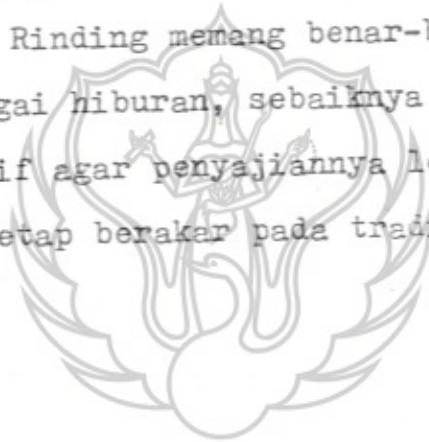 Rinding memang benar-b
gai hiburan, sebaiknya
if agar penyajiannya l
etap berakar pada trad